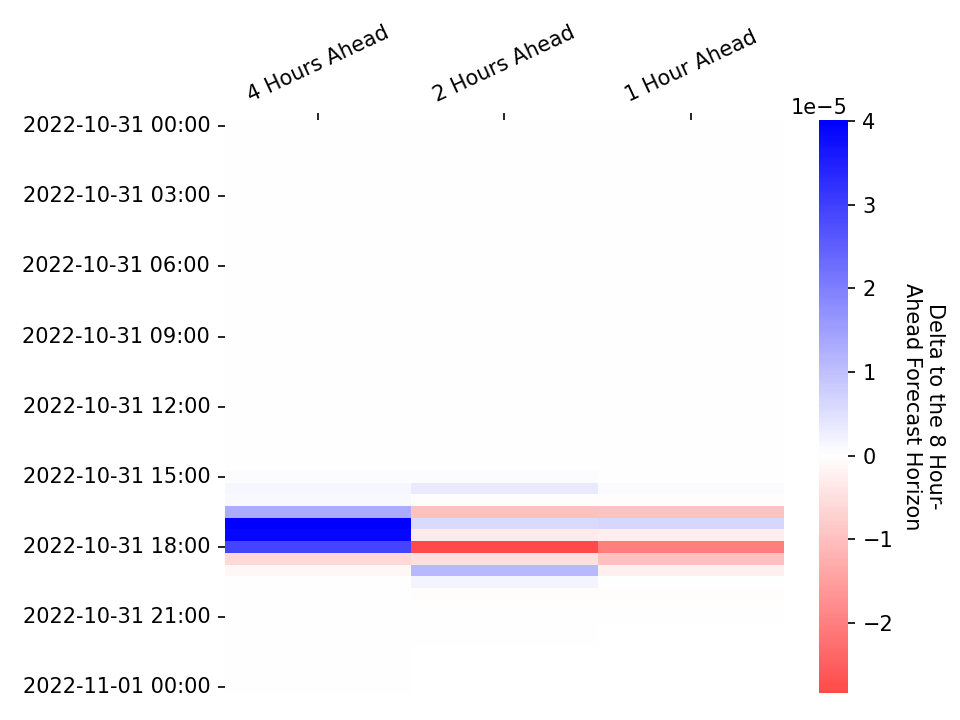 4 Hours Ahead
2 Hours Ahead
1 Hour Ahead
1e−5
2022-10-31 00:00
2022-10-31 03:00
2022-10-31 06:00
2022-10-31 09:00
2022-10-31 12:00
2022-10-31 15:00
2022-10-31 18:00
2022-10-31 21:00
2022-11-01 00:00
4
3
2
1
0
−1
−2
Delta to the 8 Hour-
Ahead Forecast Horizon